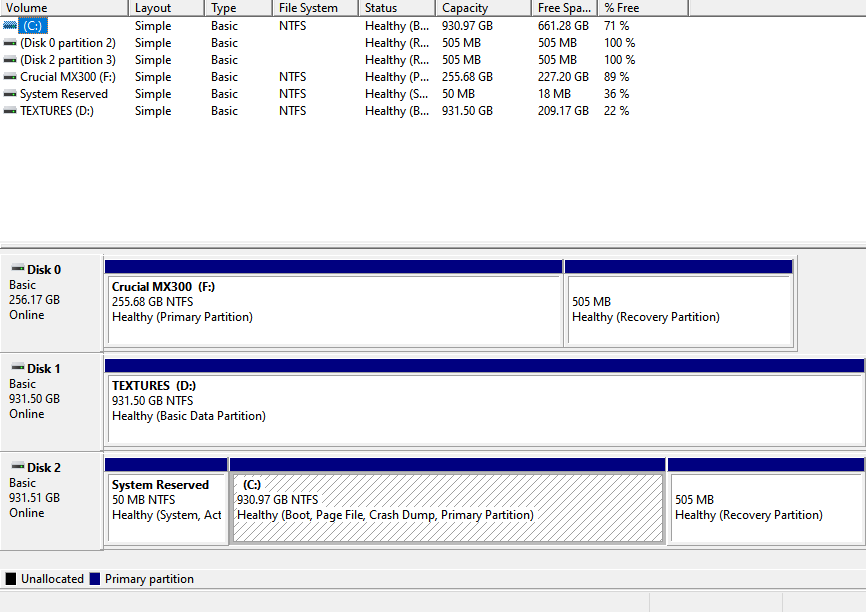 Volume Layout Type File System Status Capacity Free Spa... % Free
(C:) Simple Basic NTFS Healthy (B... 930.97 GB 661.28 GB 71 %
(Disk 0 partition 2) Simple Basic Healthy (R... 505 MB 505 MB 100 %
(Disk 2 partition 3) Simple Basic Healthy (R... 505 MB 505 MB 100 %
Crucial MX300 (F:) Simple Basic NTFS Healthy (P... 255.68 GB 227.20 GB 89 %
System Reserved Simple Basic NTFS Healthy (S... 50 MB 18 MB 36 %
TEXTURES (D:) Simple Basic NTFS Healthy (B... 931.50 GB 209.17 GB 22 %
Disk 0
Basic
256.17 GB
Online
Crucial MX300 (F:)
255.68 GB NTFS
Healthy (Primary Partition)
505 MB
Healthy (Recovery Partition)
Disk 1
Basic
931.50 GB
Online
TEXTURES (D:)
931.50 GB NTFS
Healthy (Basic Data Partition)
Disk 2
Basic
931.51 GB
Online
System Reserved
50 MB NTFS
Healthy (System, Act
(C:)
930.97 GB NTFS
Healthy (Boot, Page File, Crash Dump, Primary Partition)
505 MB
Healthy (Recovery Partition)
Unallocated Primary partition